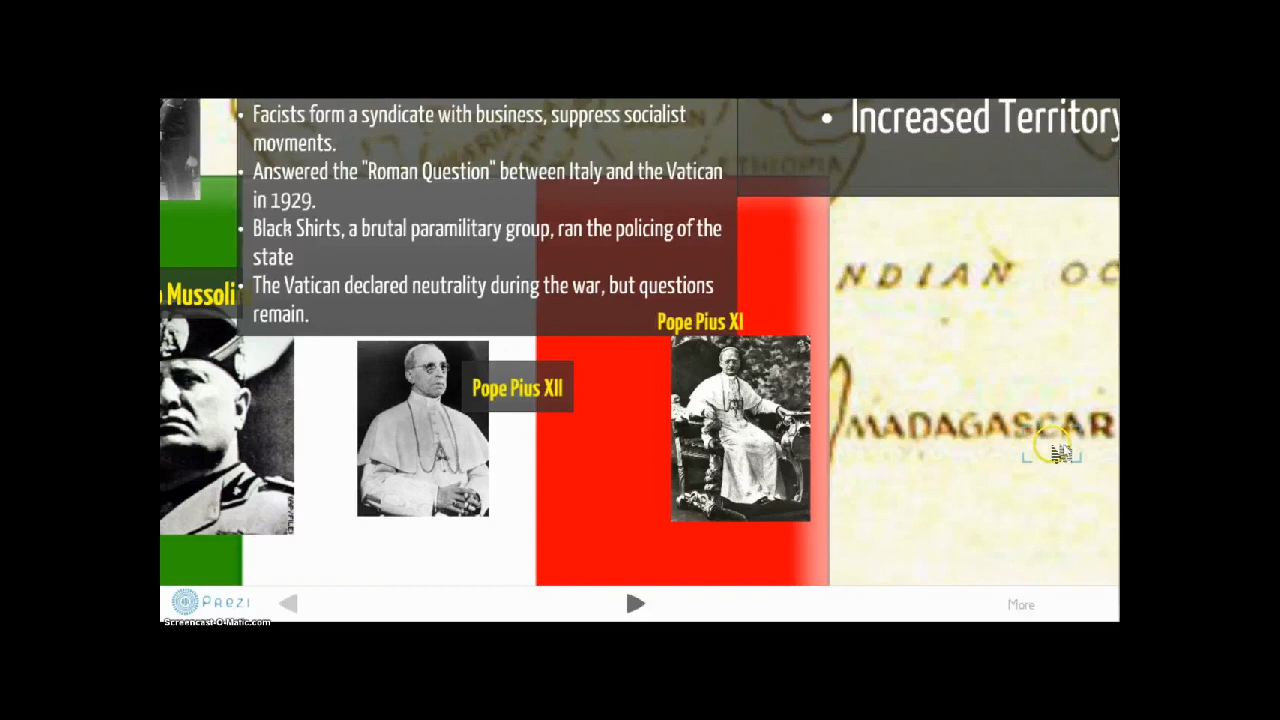 • Facists form a syndicate with business, suppress socialist
movments.
• Answered the "Roman Question" between Italy and the Vatican
in 1929.
• Black Shirts, a brutal paramilitary group, ran the policing of the
state
• The Vatican declared neutrality during the war, but questions
remain.
• Increased Territory
ETHIOPIA
NDIAN OC
o Mussoli
Pope Pius XI
Pope Pius XII
MADAGASCAR
Prezi
More
Screencast-O-Matic.com